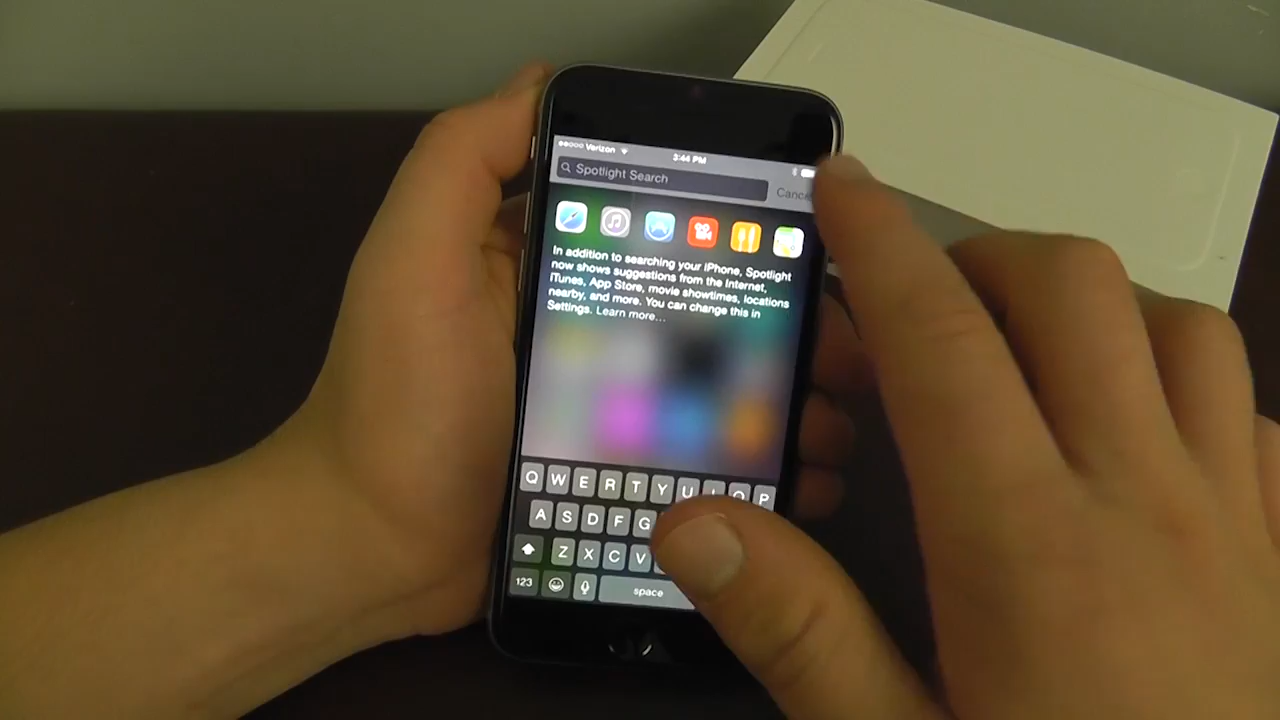 Verizon 3:44 PM
Spotlight Search
Cancel
In addition to searching your iPhone, Spotlight
now shows suggestions from the Internet,
iTunes, App Store, movie showtimes, locations
nearby, and more. You can change this in
Settings. Learn more...
Q W E R T Y U I O P
A S D F G
Z X C V
123 space